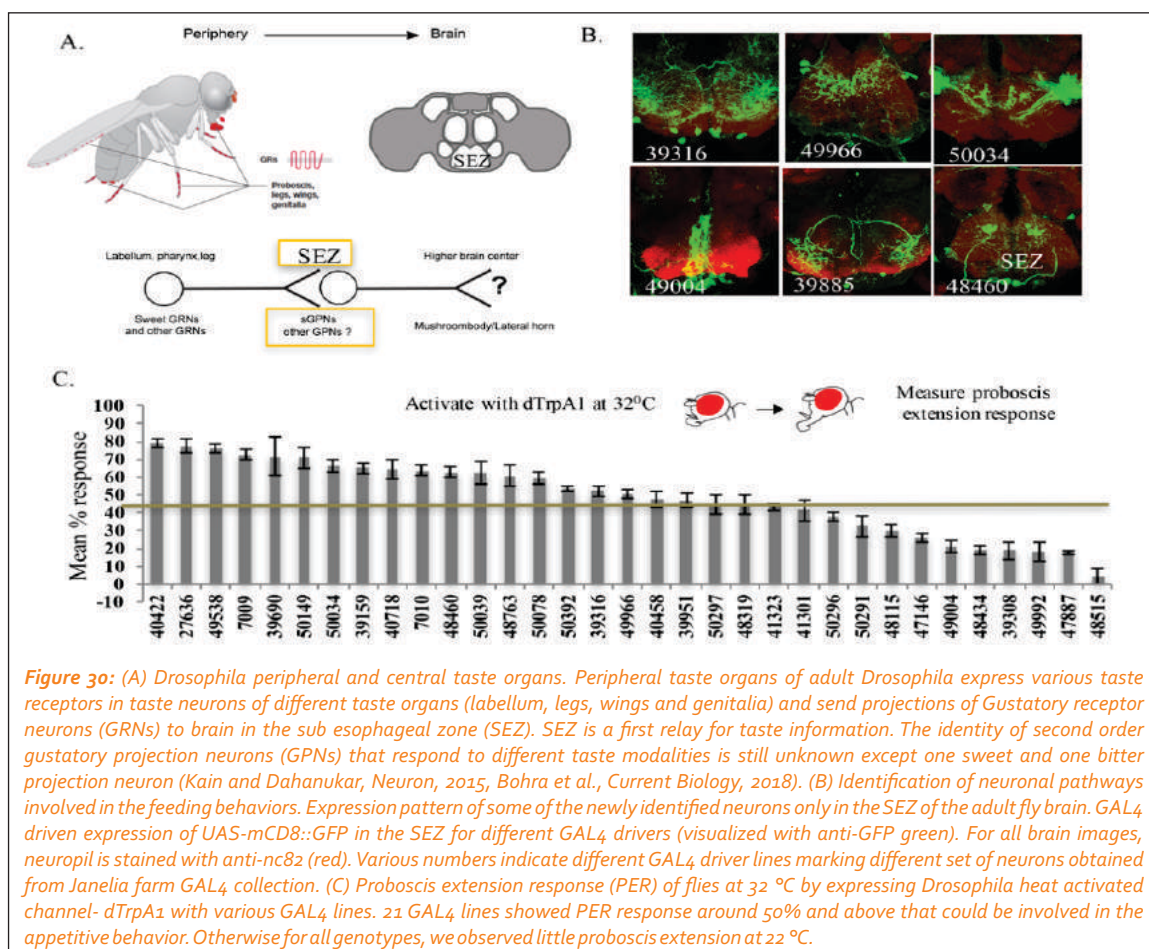 A.
Periphery
Brain
GRs
Proboscis,
legs, wings,
genitalia
SEZ
Labellum, pharynx,leg
SEZ
Higher brain center
?
Sweet GRNs
and other GRNs
sGPNs
other GPNs ?
Mushroombody/Lateral horn
B.
39316
49966
50034
49004
39885
SEZ
48460
C.
Activate with dTrpA1 at 32⁰C
Measure proboscis
extension response
Mean % response
100
90
80
70
60
50
40
30
20
10
0
-10
40422
27636
49538
7009
39690
50149
50034
39159
40718
70010
48460
50039
48763
50078
50392
39316
49966
40458
39951
50297
48319
41323
41301
50296
50291
48115
47146
49004
48434
39308
49992
47887
48515
Figure 30: (A) Drosophila peripheral and central taste organs. Peripheral taste organs of adult Drosophila express various taste
receptors in taste neurons of different taste organs (labellum, legs, wings and genitalia) and send projections of Gustatory receptor
neurons (GRNs) to brain in the sub esophageal zone (SEZ). SEZ is a first relay for taste information. The identity of second order
gustatory projection neurons (GPNs) that respond to different taste modalities is still unknown except one sweet and one bitter
projection neuron (Kain and Dahanukar, Neuron, 2015, Bohra et al., Current Biology, 2018). (B) Identification of neuronal pathways
involved in the feeding behaviors. Expression pattern of some of the newly identified neurons only in the SEZ of the adult fly brain. GAL4
driven expression of UAS-mCD8::GFP in the SEZ for different GAL4 drivers (visualized with anti-GFP green). For all brain images,
neuropil is stained with anti-nc82 (red). Various numbers indicate different GAL4 driver lines marking different set of neurons obtained
from Janelia farm GAL4 collection. (C) Proboscis extension response (PER) of flies at 32 °C by expressing Drosophila heat activated
channel- dTrpA1 with various GAL4 lines. 21 GAL4 lines showed PER response around 50% and above that could be involved in the
appetitive behavior. Otherwise for all genotypes, we observed little proboscis extension at 22 °C.